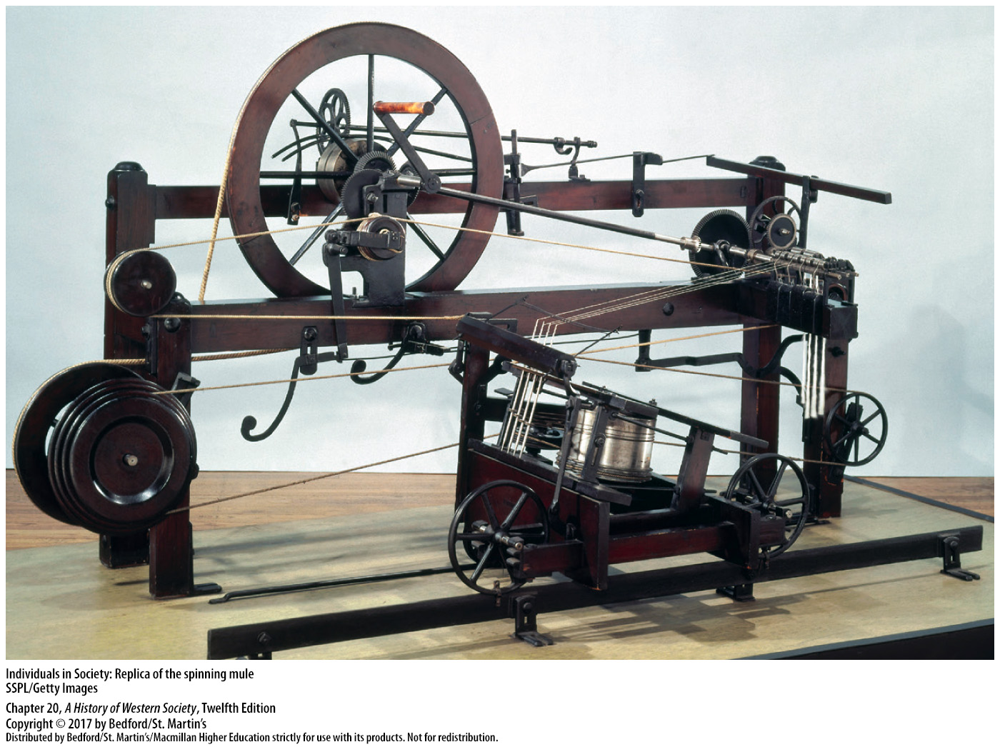 Individuals in Society: Replica of the spinning mule
SSPL/Getty Images
Chapter 20, A History of Western Society, Twelfth Edition
Copyright © 2017 by Bedford/St. Martin's
Distributed by Bedford/St. Martin's/Macmillan Higher Education strictly for use with its products. Not for redistribution.